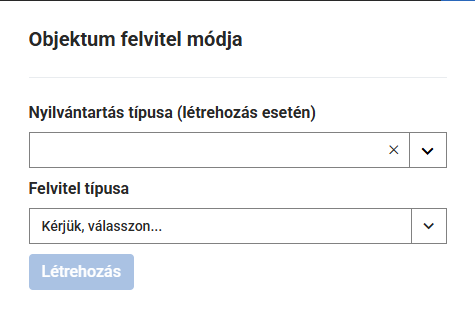 Objektum felvitel módja
Nyilvántartás típusa (létrehozás esetén)
Felvitel típusa
Kérjük, válasszon...
Létrehozás